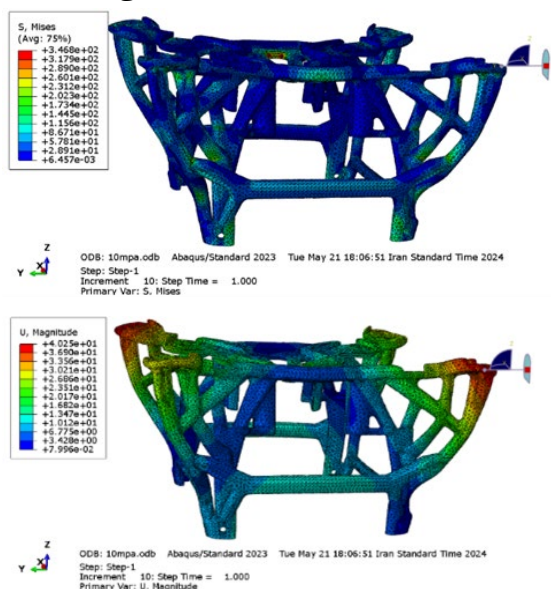 S, Mises
(Avg: 75%)
+3.468e+02
+3.179e+02
+2.890e+02
+2.601e+02
+2.312e+02
+2.023e+02
+1.734e+02
+1.445e+02
+1.156e+02
+8.671e+01
+5.781e+01
+2.891e+01
+6.457e-03
Z
Y X
ODB: 10mpa.odb Abaqus/Standard 2023 Tue May 21 18:06:51 Iran Standard Time 2024
Step: Step-1
Increment 10: Step Time = 1.000
Primary Var: S, Mises
U, Magnitude
+4.025e+01
+3.690e+01
+3.356e+01
+3.021e+01
+2.686e+01
+2.351e+01
+2.017e+01
+1.682e+01
+1.347e+01
+1.012e+01
+6.775e+00
+3.428e+00
+7.996e-02
Z
Y X
ODB: 10mpa.odb Abaqus/Standard 2023 Tue May 21 18:06:51 Iran Standard Time 2024
Step: Step-1
Increment 10: Step Time = 1.000
Primary Var: U, Magnitude